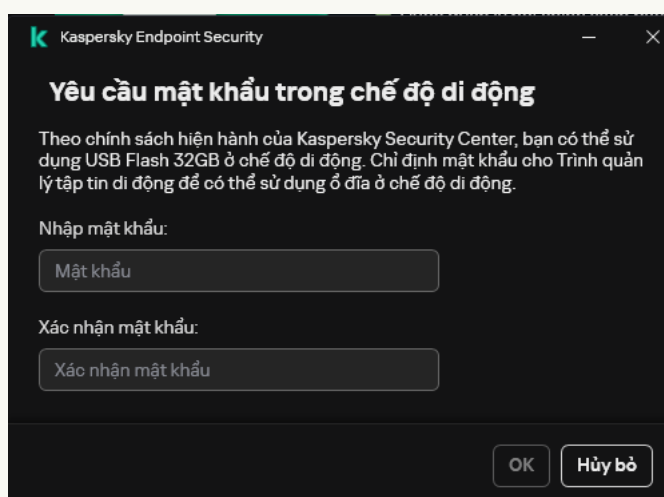 Kaspersky Endpoint Security
Yêu cầu mật khẩu trong chế độ di động
Theo chính sách hiện hành của Kaspersky Security Center, bạn có thể sử
dụng USB Flash 32GB ở chế độ di động. Chỉ định mật khẩu cho Trình quản
lý tập tin di động để có thể sử dụng ổ đĩa ở chế độ di động.
Nhập mật khẩu:
Mật khẩu
Xác nhận mật khẩu:
Xác nhận mật khẩu
OK
Hủy bỏ